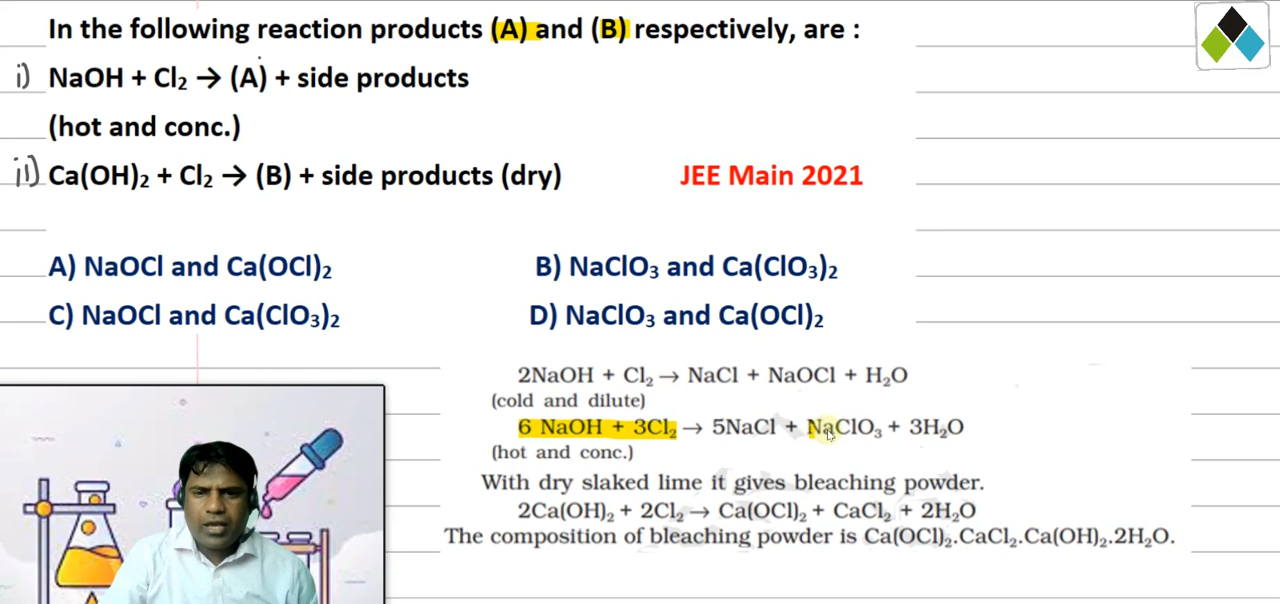 In the following reaction products (A) and (B) respectively, are :
i) NaOH + Cl₂ → (A) + side products
(hot and conc.)
ii) Ca(OH)₂ + Cl₂ → (B) + side products (dry) JEE Main 2021
A) NaOCl and Ca(OCl)₂ B) NaClO₃ and Ca(ClO₃)₂
C) NaOCl and Ca(ClO₃)₂ D) NaClO₃ and Ca(OCl)₂
2NaOH + Cl₂ → NaCl + NaOCl + H₂O
(cold and dilute)
6 NaOH + 3Cl₂ → 5NaCl + NaClO₃ + 3H₂O
(hot and conc.)
With dry slaked lime it gives bleaching powder.
2Ca(OH)₂ + 2Cl₂ → Ca(OCl)₂ + CaCl₂ + 2H₂O
The composition of bleaching powder is Ca(OCl)₂.CaCl₂.Ca(OH)₂.2H₂O.